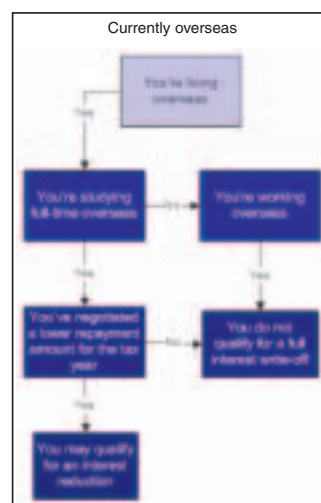 Currently overseas
You're living
overseas
Yes
You're studying
full-time overseas
No
You're working
overseas
Yes
Yes
You've negotiated
a lower repayment
amount for the tax
year
No
You do not
qualify for a full
interest write-off
Yes
You may qualify
for an interest
reduction